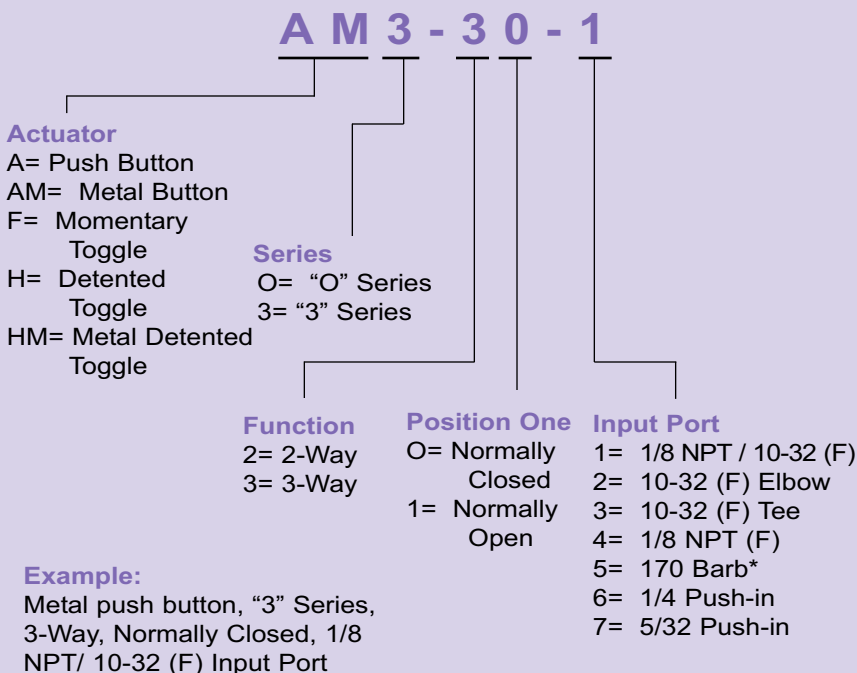 A M 3 - 3 0 - 1
Actuator
A= Push Button
AM= Metal Button
F= Momentary
Toggle
H= Detented
Toggle
HM= Metal Detented
Toggle
Series
O= “O” Series
3= “3” Series
Function
2= 2-Way
3= 3-Way
Position One
O= Normally
Closed
1= Normally
Open
Input Port
1= 1/8 NPT / 10-32 (F)
2= 10-32 (F) Elbow
3= 10-32 (F) Tee
4= 1/8 NPT (F)
5= 170 Barb*
6= 1/4 Push-in
7= 5/32 Push-in
Example:
Metal push button, “3” Series,
3-Way, Normally Closed, 1/8
NPT/ 10-32 (F) Input Port